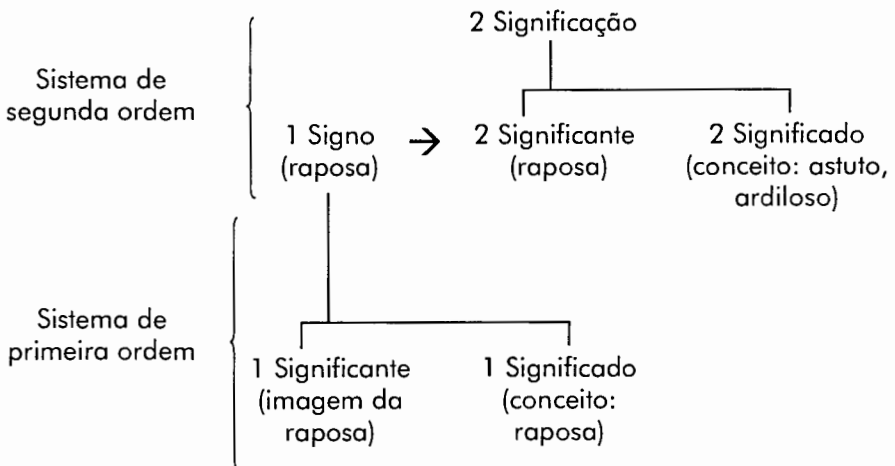 2 Significação
Sistema de
segunda ordem
1 Signo
(raposa)
→
2 Significante
(raposa)
2 Significado
(conceito: astuto,
ardiloso)
Sistema de
primeira ordem
1 Significante
(imagem da
raposa)
1 Significado
(conceito:
raposa)